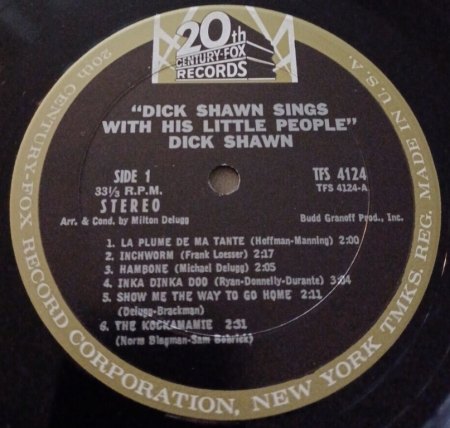 20th
CENTURY-FOX
RECORDS
"DICK SHAWN SINGS
WITH HIS LITTLE PEOPLE"
DICK SHAWN
SIDE 1
33⅓ R.P.M.
STEREO
TFS 4124
TFS 4124-A
Arr. & Cond. by Milton Delugg
Budd Granoff Prod., Inc.
1. LA PLUME DE MA TANTE (Hoffman-Manning) 2:00
2. INCHWORM (Frank Loesser) 2:17
3. HAMBONE (Michael Delugg) 2:05
4. INKA DINKA DOO (Ryan-Donnelly-Durante) 3:04
5. SHOW ME THE WAY TO GO HOME 2:11
(Delugg-Brackman)
6. THE KOCKAMAMIE 2:31
(Norm Blagman-Sam Bobrick)
20th CENTURY-FOX RECORD CORPORATION, NEW YORK TMKS. REG. MADE IN U.S.A.